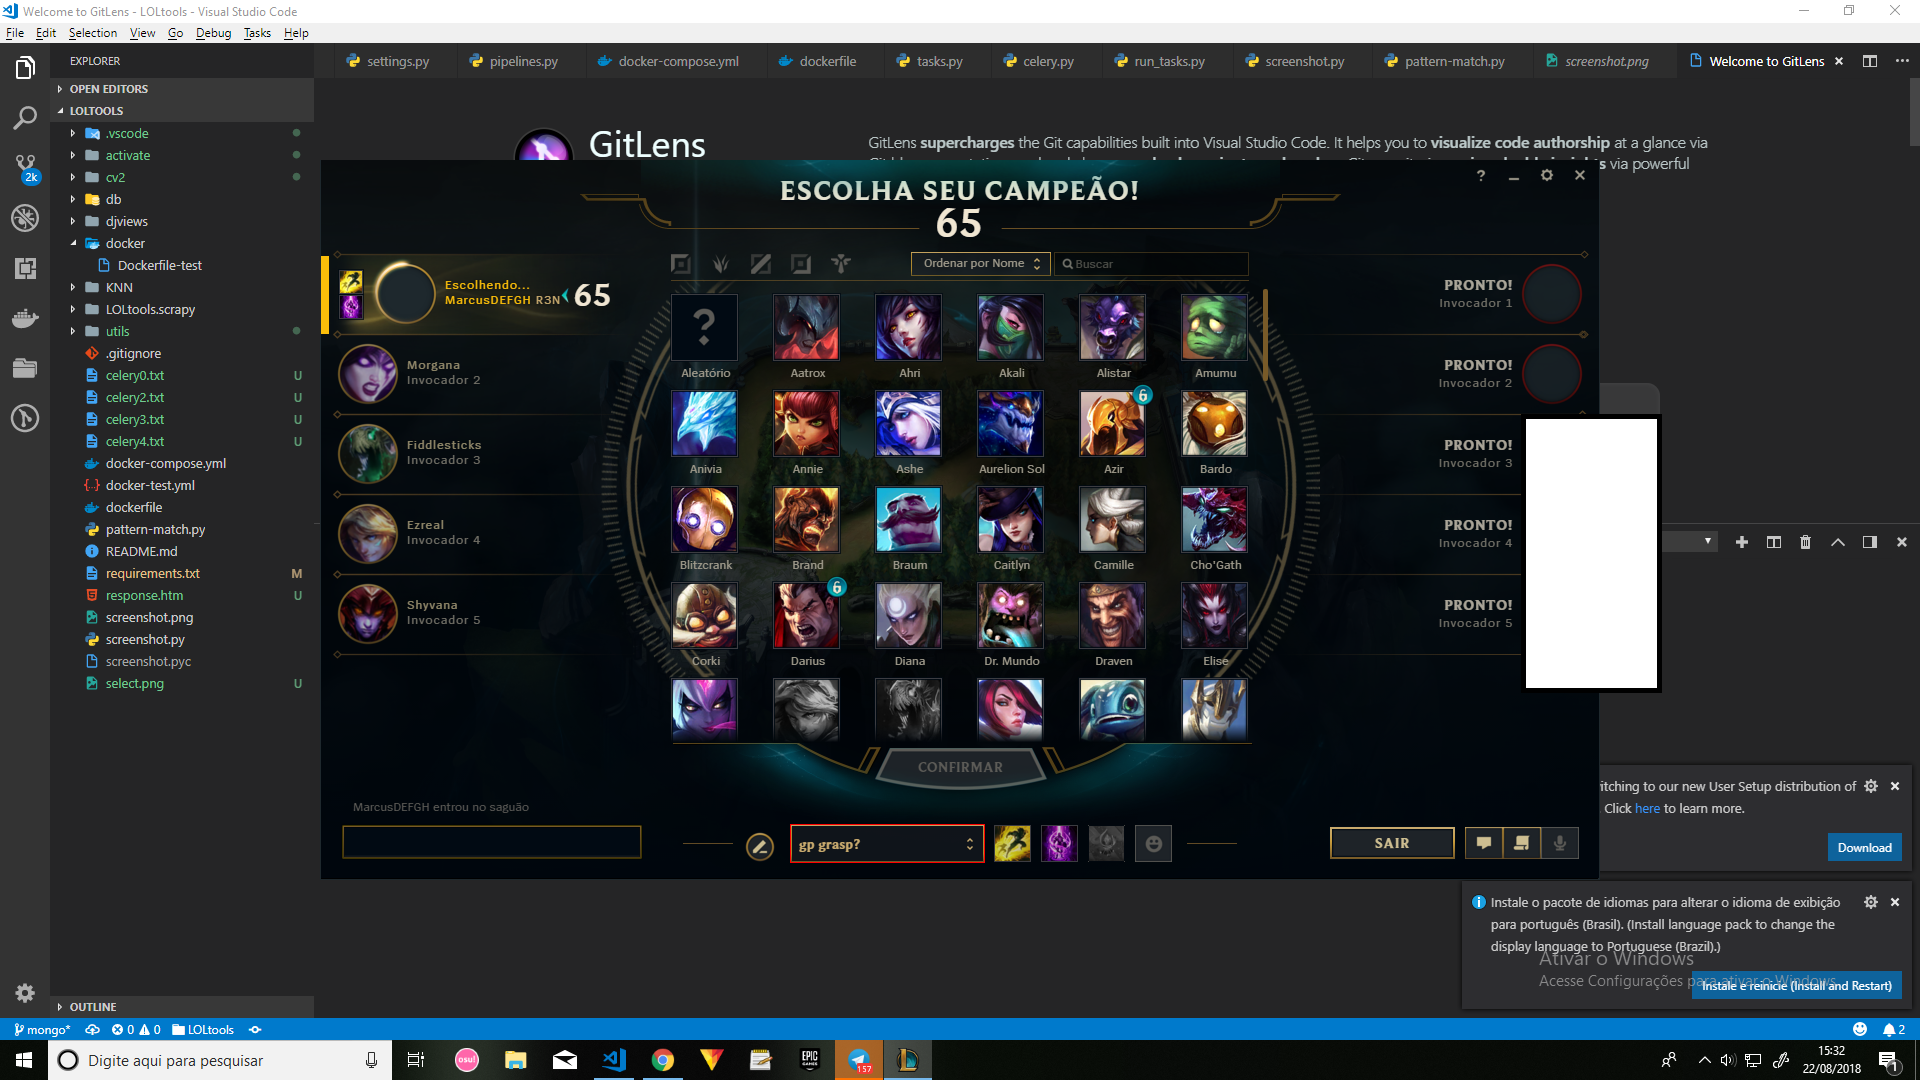 Welcome to GitLens - LOLtools - Visual Studio Code
File Edit Selection View Go Debug Tasks Help
EXPLORER
settings.py pipelines.py docker-compose.yml dockerfile tasks.py celery.py run_tasks.py screenshot.py pattern-match.py screenshot.png Welcome to GitLens
OPEN EDITORS
LOLTOOLS
.vscode
activate
cv2
db
djviews
docker
Dockerfile-test
KNN
LOLtools.scrapy
utils
.gitignore
celery0.txt U
celery2.txt U
celery3.txt U
celery4.txt U
docker-compose.yml
docker-test.yml
dockerfile
pattern-match.py
README.md
requirements.txt M
response.htm U
screenshot.png
screenshot.py
screenshot.pyc
select.png U
OUTLINE
2k
GitLens
GitLens supercharges the Git capabilities built into Visual Studio Code. It helps you to visualize code authorship at a glance via
via powerful
ESCOLHA SEU CAMPEÃO!
65
?
Ordenar por Nome
Buscar
Escolhendo...
MarcusDEFGH R3N
65
Morgana
Invocador 2
Fiddlesticks
Invocador 3
Ezreal
Invocador 4
Shyvana
Invocador 5
?
Aleatório Aatrox Ahri Akali Alistar Amumu
6
Anivia Annie Ashe Aurelion Sol Azir Bardo
Blitzcrank Brand Braum Caitlyn Camille Cho'Gath
6
Corki Darius Diana Dr. Mundo Draven Elise
PRONTO!
Invocador 1
PRONTO!
Invocador 2
PRONTO!
Invocador 3
PRONTO!
Invocador 4
PRONTO!
Invocador 5
CONFIRMAR
MarcusDEFGH entrou no saguão
gp grasp?
SAIR
itching to our new User Setup distribution of
Click here to learn more.
Download
Instale o pacote de idiomas para alterar o idioma de exibição
para português (Brasil). (Install language pack to change the
display language to Portuguese (Brazil).)
Ativar o Windows
Acesse Configurações para ativar o Windows.
Instale e reinicie (Install and Restart)
mongo* 0 0 LOLtools 2
Digite aqui para pesquisar
osu!
EPIC GAMES
157
15:32
22/08/2018
1